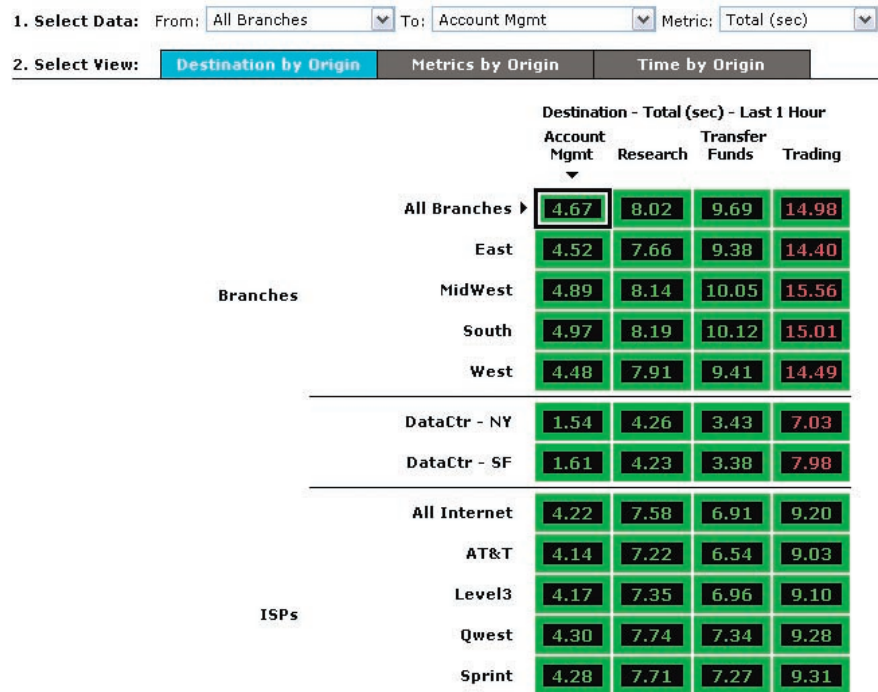 1. Select Data: From: All Branches To: Account Mgmt Metric: Total (sec)
2. Select View: Destination by Origin Metrics by Origin Time by Origin
Destination - Total (sec) - Last 1 Hour
Account Mgmt Research Transfer Funds Trading
All Branches 4.67 8.02 9.69 14.98
East 4.52 7.66 9.38 14.40
Branches MidWest 4.89 8.14 10.05 15.56
South 4.97 8.19 10.12 15.01
West 4.48 7.91 9.41 14.49
DataCtr - NY 1.54 4.26 3.43 7.03
DataCtr - SF 1.61 4.23 3.38 7.98
All Internet 4.22 7.58 6.91 9.20
AT&T 4.14 7.22 6.54 9.03
ISPs Level3 4.17 7.35 6.96 9.10
Qwest 4.30 7.74 7.34 9.28
Sprint 4.28 7.71 7.27 9.31